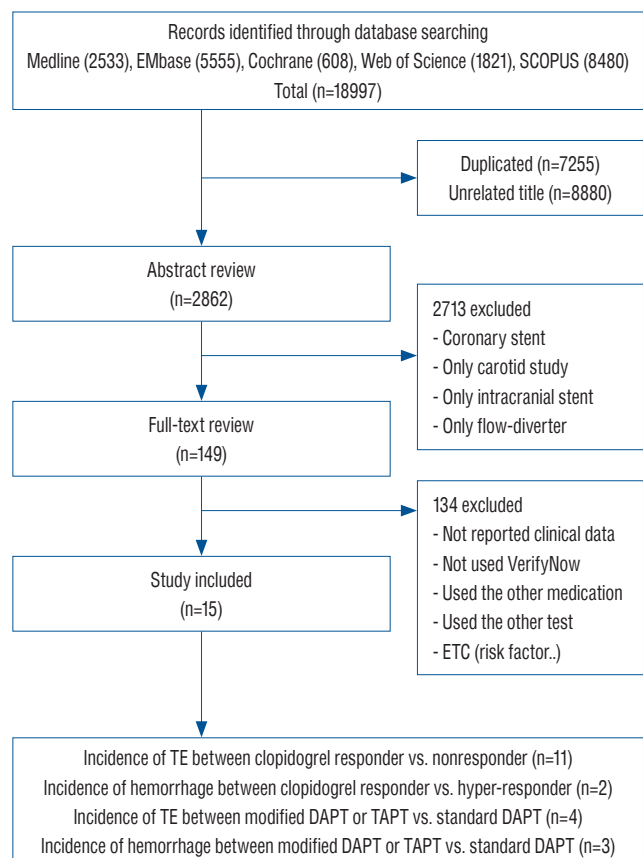 Records identified through database searching
Medline (2533), EMbase (5555), Cochrane (608), Web of Science (1821), SCOPUS (8480)
Total (n=18997)
Duplicated (n=7255)
Unrelated title (n=8880)
Abstract review
(n=2862)
2713 excluded
- Coronary stent
- Only carotid study
- Only intracranial stent
- Only flow-diverter
Full-text review
(n=149)
134 excluded
- Not reported clinical data
- Not used VerifyNow
- Used the other medication
- Used the other test
- ETC (risk factor..)
Study included
(n=15)
Incidence of TE between clopidogrel responder vs. nonresponder (n=11)
Incidence of hemorrhage between clopidogrel responder vs. hyper-responder (n=2)
Incidence of TE between modified DAPT or TAPT vs. standard DAPT (n=4)
Incidence of hemorrhage between modified DAPT or TAPT vs. standard DAPT (n=3)